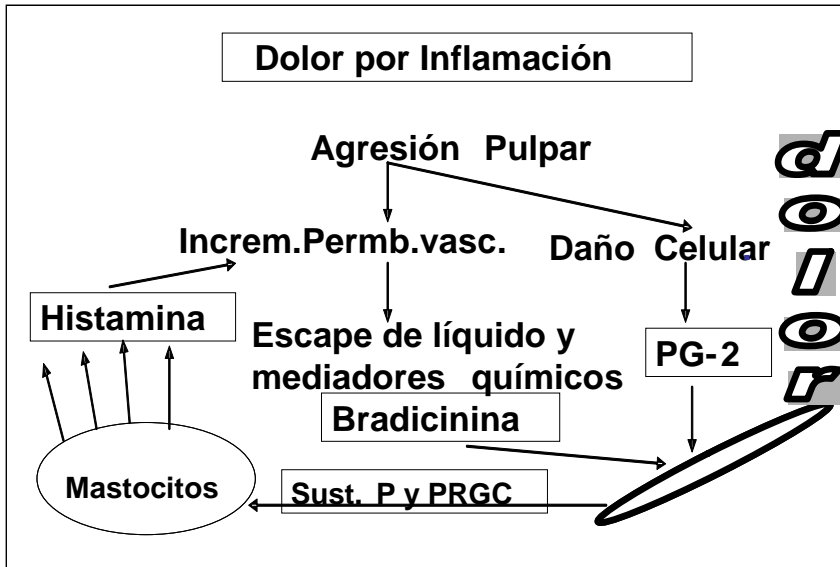 Dolor por Inflamación
Agresión Pulpar
Increm.Permb.vasc.
Daño Celular
Histamina
Escape de líquido y
mediadores químicos
PG-2
Bradicinina
Mastocitos
Sust. P y PRGC
dolor